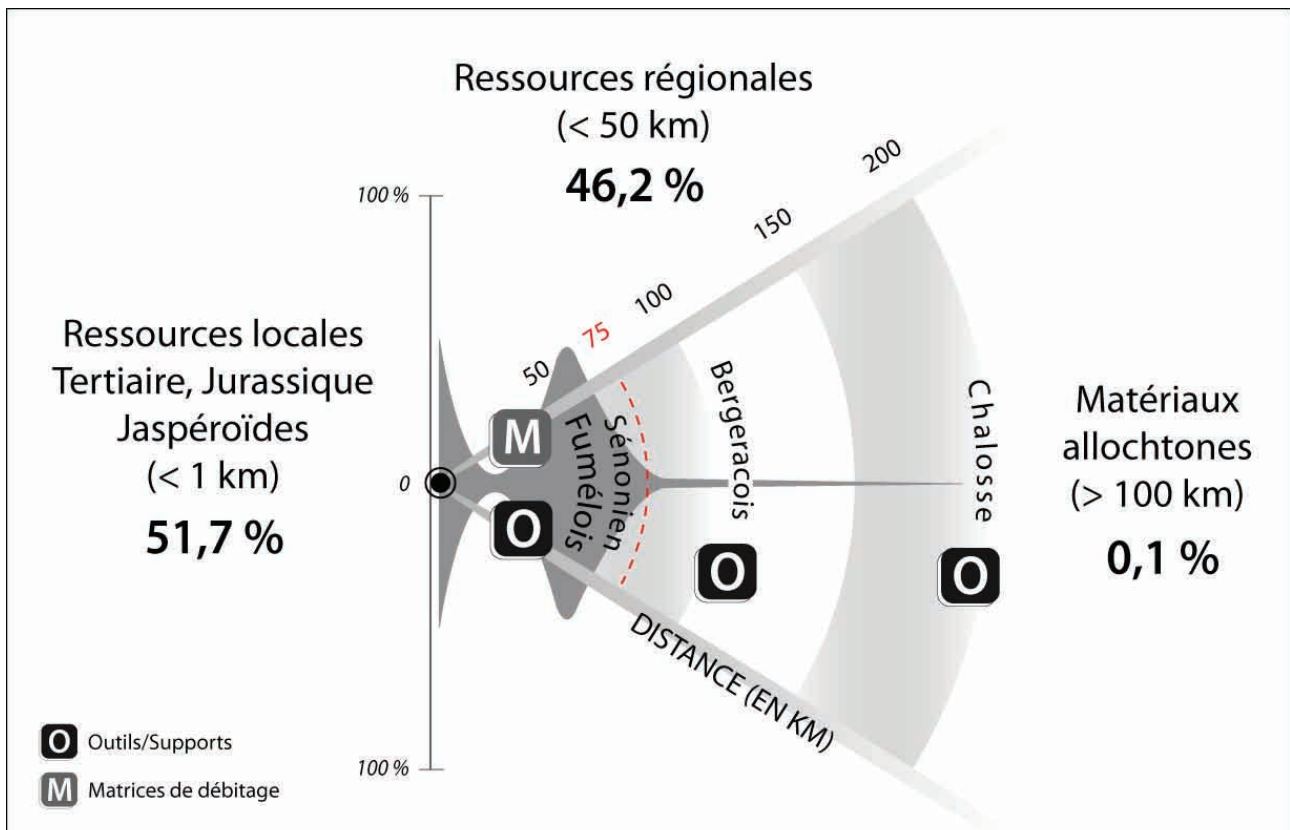 Ressources régionales
(< 50 km)
46,2 %
100 %
200
150
100
75
50
Ressources locales
Tertiaire, Jurassique
Jaspéroïdes
(< 1 km)
51,7 %
0
M
O
Fumélois
Sénonien
Bergeracois
O
Chalosse
O
Matériaux
allochtones
(> 100 km)
0,1 %
DISTANCE (EN KM)
100 %
O Outils/Supports
M Matrices de débitage